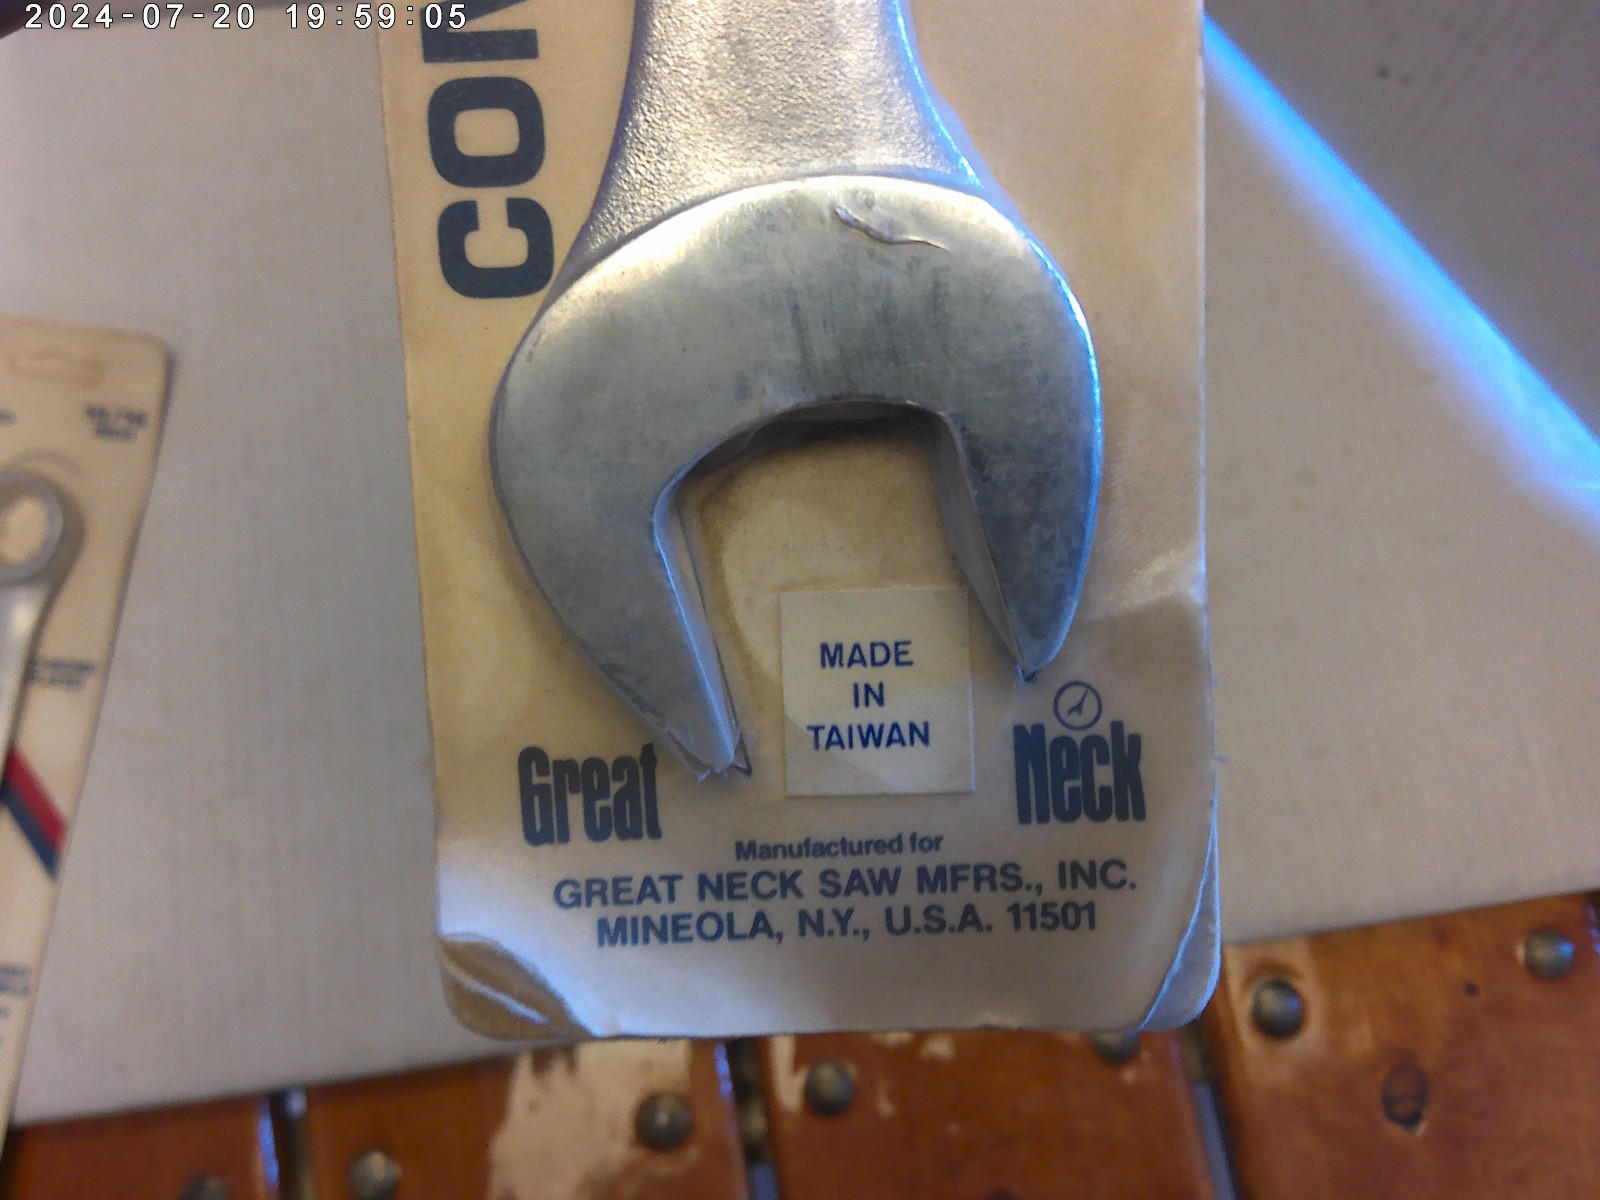 2024-07-20 19:59:05
COM
MADE
IN
TAIWAN
Great Neck
Manufactured for
GREAT NECK SAW MFRS., INC.
MINEOLA, N.Y., U.S.A. 11501